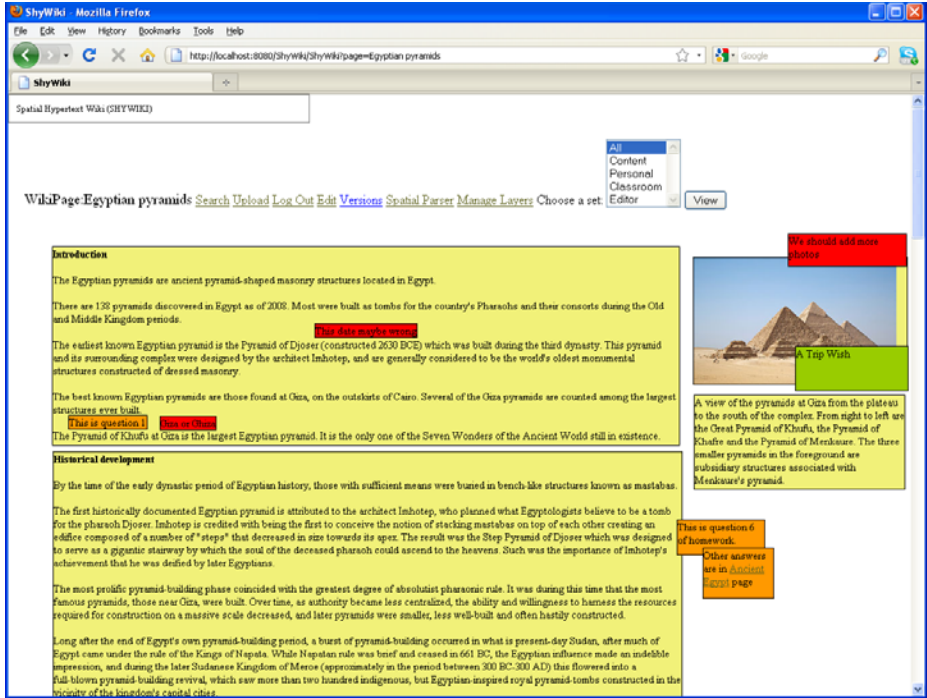 ShyWiki - Mozilla Firefox
File Edit View History Bookmarks Tools Help
http://localhost:8080/ShyWiki/ShyWiki?page=Egyptian pyramids
Google
ShyWiki
Spatial Hypertext Wiki (SHYWIKI)
All
Content
Personal
Classroom
Editor
WikiPage:Egyptian pyramids Search Upload Log Out Edit Versions Spatial Parser Manage Layers Choose a set: View
Introduction
The Egyptian pyramids are ancient pyramid-shaped masonry structures located in Egypt.
There are 138 pyramids discovered in Egypt as of 2008. Most were built as tombs for the country's Pharaohs and their consorts during the Old
and Middle Kingdom periods.
This date maybe wrong
The earliest known Egyptian pyramid is the Pyramid of Djoser (constructed 2630 BCE) which was built during the third dynasty. This pyramid
and its surrounding complex were designed by the architect Imhotep, and are generally considered to be the world's oldest monumental
structures constructed of dressed masonry.
The best known Egyptian pyramids are those found at Giza, on the outskirts of Cairo. Several of the Giza pyramids are counted among the largest
structures ever built.
This is question 1
Giza or Ghiza
The Pyramid of Khufu at Giza is the largest Egyptian pyramid. It is the only one of the Seven Wonders of the Ancient World still in existence.
We should add more
photos
A Trip Wish
A view of the pyramids at Giza from the plateau
to the south of the complex. From right to left are
the Great Pyramid of Khufu, the Pyramid of
Khafre and the Pyramid of Menkaure. The three
smaller pyramids in the foreground are
subsidiary structures associated with
Menkaure's pyramid.
Historical development
By the time of the early dynastic period of Egyptian history, those with sufficient means were buried in bench-like structures known as mastabas.
The first historically documented Egyptian pyramid is attributed to the architect Imhotep, who planned what Egyptologists believe to be a tomb
for the pharaoh Djoser. Imhotep is credited with being the first to conceive the notion of stacking mastabas on top of each other creating an
edifice composed of a number of "steps" that decreased in size towards its apex. The result was the Step Pyramid of Djoser which was designed
to serve as a gigantic stairway by which the soul of the deceased pharaoh could ascend to the heavens. Such was the importance of Imhotep's
achievement that he was deified by later Egyptians.
The most prolific pyramid-building phase coincided with the greatest degree of absolutist pharaonic rule. It was during this time that the most
famous pyramids, those near Giza, were built. Over time, as authority became less centralized, the ability and willingness to harness the resources
required for construction on a massive scale decreased, and later pyramids were smaller, less well-built and often hastily constructed.
Long after the end of Egypt's own pyramid-building period, a burst of pyramid-building occurred in what is present-day Sudan, after much of
Egypt came under the rule of the Kings of Napata. While Napatan rule was brief and ceased in 661 BC, the Egyptian influence made an indelible
impression, and during the later Sudanese Kingdom of Meroe (approximately in the period between 300 BC-300 AD) this flowered into a
full-blown pyramid-building revival, which saw more than two hundred indigenous, but Egyptian-inspired royal pyramid-tombs constructed in the
vicinity of the kingdom's capital cities.
This is question 6
of homework.
Other answers
are in Ancient
Egypt page